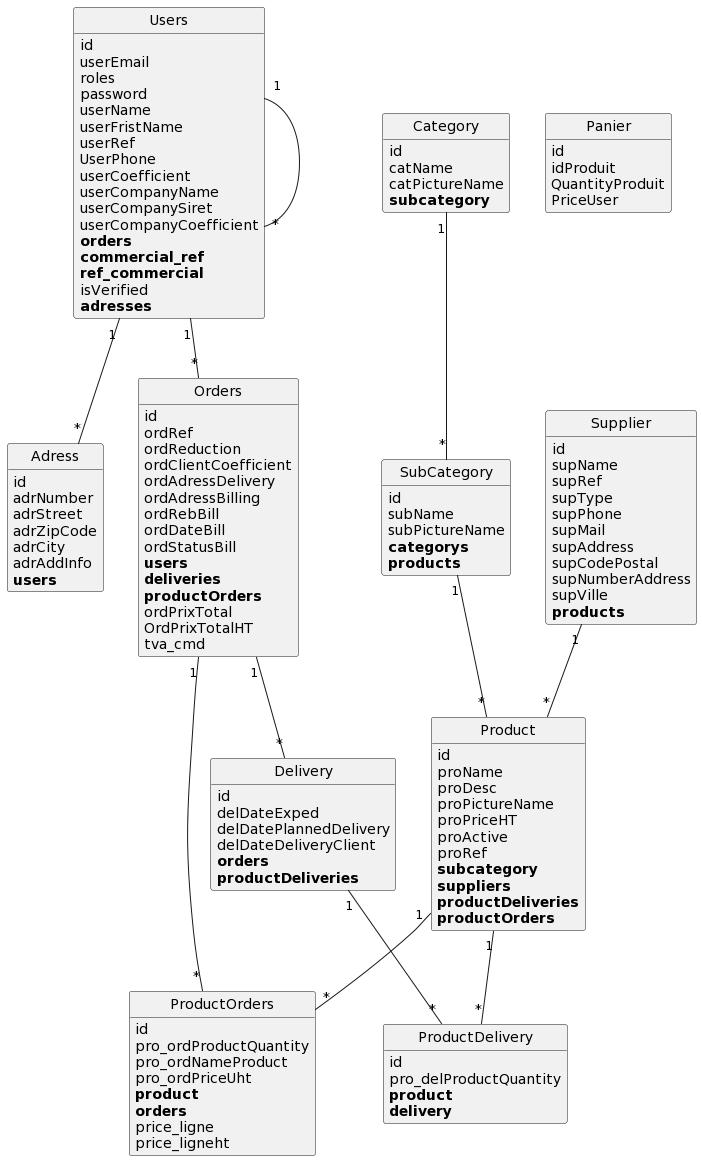 Users
id
userEmail
roles
password
userName
userFristName
userRef
UserPhone
userCoefficient
userCompanyName
userCompanySiret
userCompanyCoefficient
orders
commercial_ref
ref_commercial
isVerified
adresses
1
*
Category
id
catName
catPictureName
subcategory
Panier
id
idProduit
QuantityProduit
PriceUser
1
*
1
*
1
*
Adress
id
adrNumber
adrStreet
adrZipCode
adrCity
adrAddInfo
users
Orders
id
ordRef
ordReduction
ordClientCoefficient
ordAdressDelivery
ordAdressBilling
ordRebBill
ordDateBill
ordStatusBill
users
deliveries
productOrders
ordPrixTotal
OrdPrixTotalHT
tva_cmd
SubCategory
id
subName
subPictureName
categorys
products
Supplier
id
supName
supRef
supType
supPhone
supMail
supAddress
supCodePostal
supNumberAddress
supVille
products
1
*
1
*
1
*
1
*
Delivery
id
delDateExped
delDatePlannedDelivery
delDateDeliveryClient
orders
productDeliveries
Product
id
proName
proDesc
proPictureName
proPriceHT
proActive
proRef
subcategory
suppliers
productDeliveries
productOrders
1
*
1
*
1
*
ProductOrders
id
pro_ordProductQuantity
pro_ordNameProduct
pro_ordPriceUht
product
orders
price_ligne
price_ligneht
ProductDelivery
id
pro_delProductQuantity
product
delivery